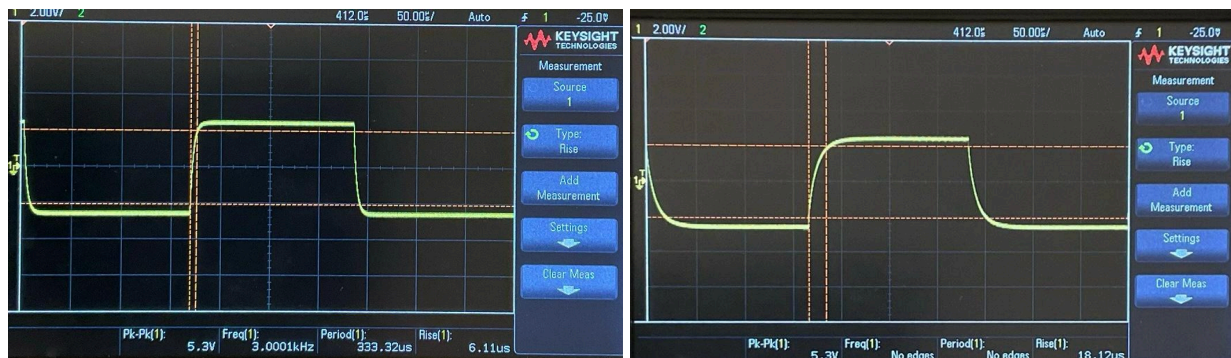 1 2.00V/ 2 412.0us 50.00us/ Auto 1 -25.0V
KEYSIGHT
TECHNOLOGIES
Measurement
Source
1
Type:
Rise
Add
Measurement
Settings
Clear Meas
Pk-Pk(1): Freq(1): Period(1): Rise(1):
5.3V 3.0001kHz 333.32us 6.11us
1 2.00V/ 2 412.0us 50.00us/ Auto 1 -25.0V
KEYSIGHT
TECHNOLOGIES
Measurement
Source
1
Type:
Rise
Add
Measurement
Settings
Clear Meas
Pk-Pk(1): Freq(1): Period(1): Rise(1):
5.3V No edges No edges 18.12us